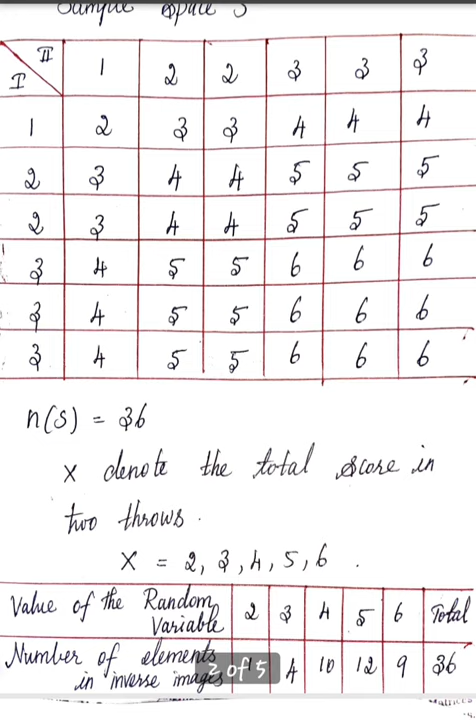 Sample space S
I II 1 2 2 3 3 3
1 2 3 3 4 4 4
2 3 4 4 5 5 5
2 3 4 4 5 5 5
3 4 5 5 6 6 6
3 4 5 5 6 6 6
3 4 5 5 6 6 6
n(S) = 36
X denote the total score in
two throws.
X = 2, 3, 4, 5, 6.
Value of the Random Variable 2 3 4 5 6 Total
Number of elements in inverse images 4 10 12 9 36
2 of 5